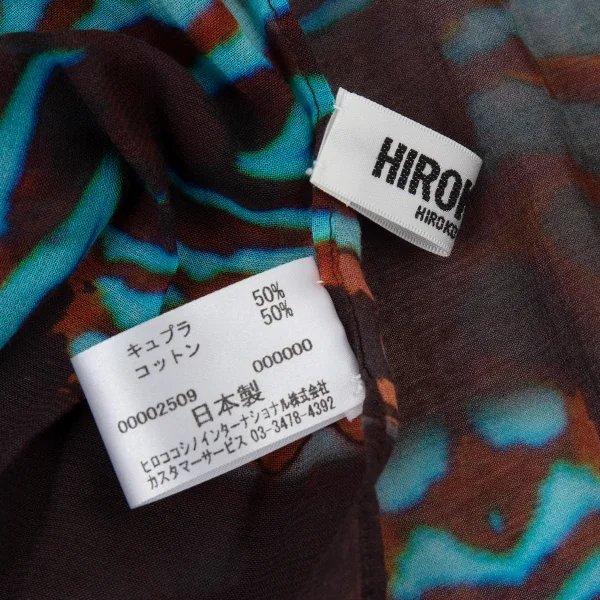 HIROK
HIROKO
キュプラ 50%
コットン 50%
00002509 000000
日本製
ヒロココシノインターナショナル株式会社
カスタマーサービス 03-3478-4392